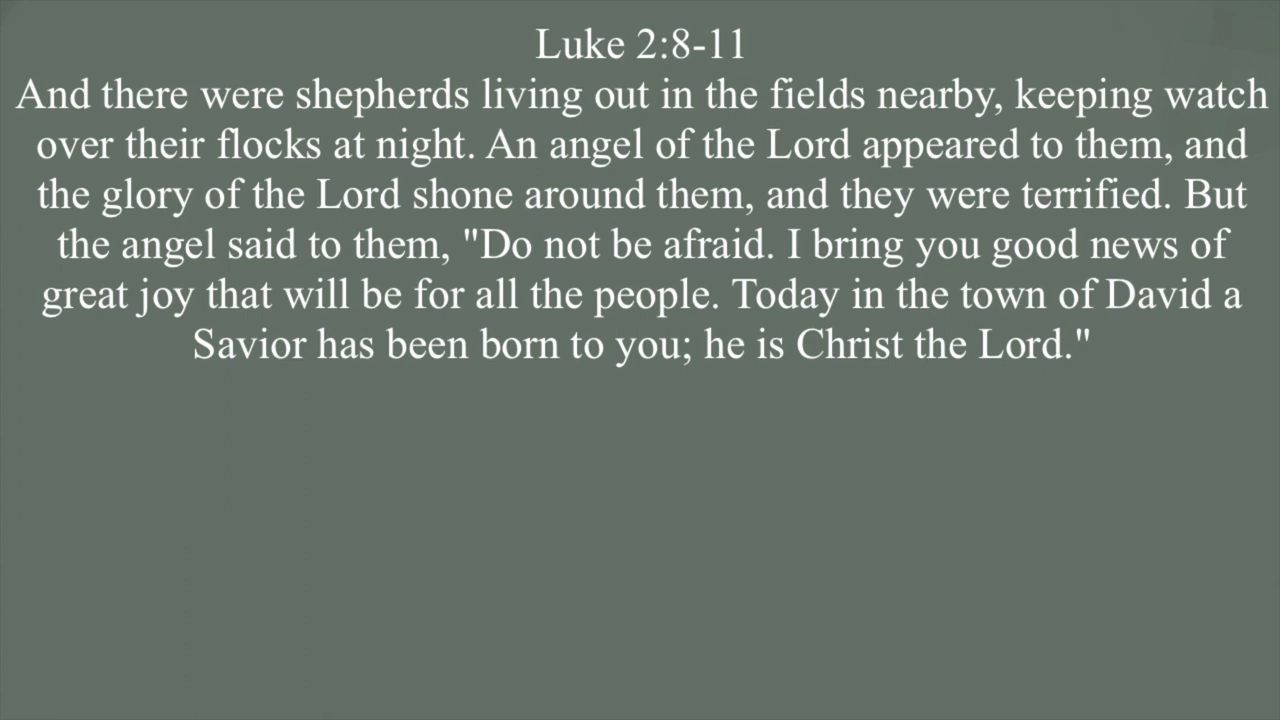 Luke 2:8-11
And there were shepherds living out in the fields nearby, keeping watch
over their flocks at night. An angel of the Lord appeared to them, and
the glory of the Lord shone around them, and they were terrified. But
the angel said to them, "Do not be afraid. I bring you good news of
great joy that will be for all the people. Today in the town of David a
Savior has been born to you; he is Christ the Lord."